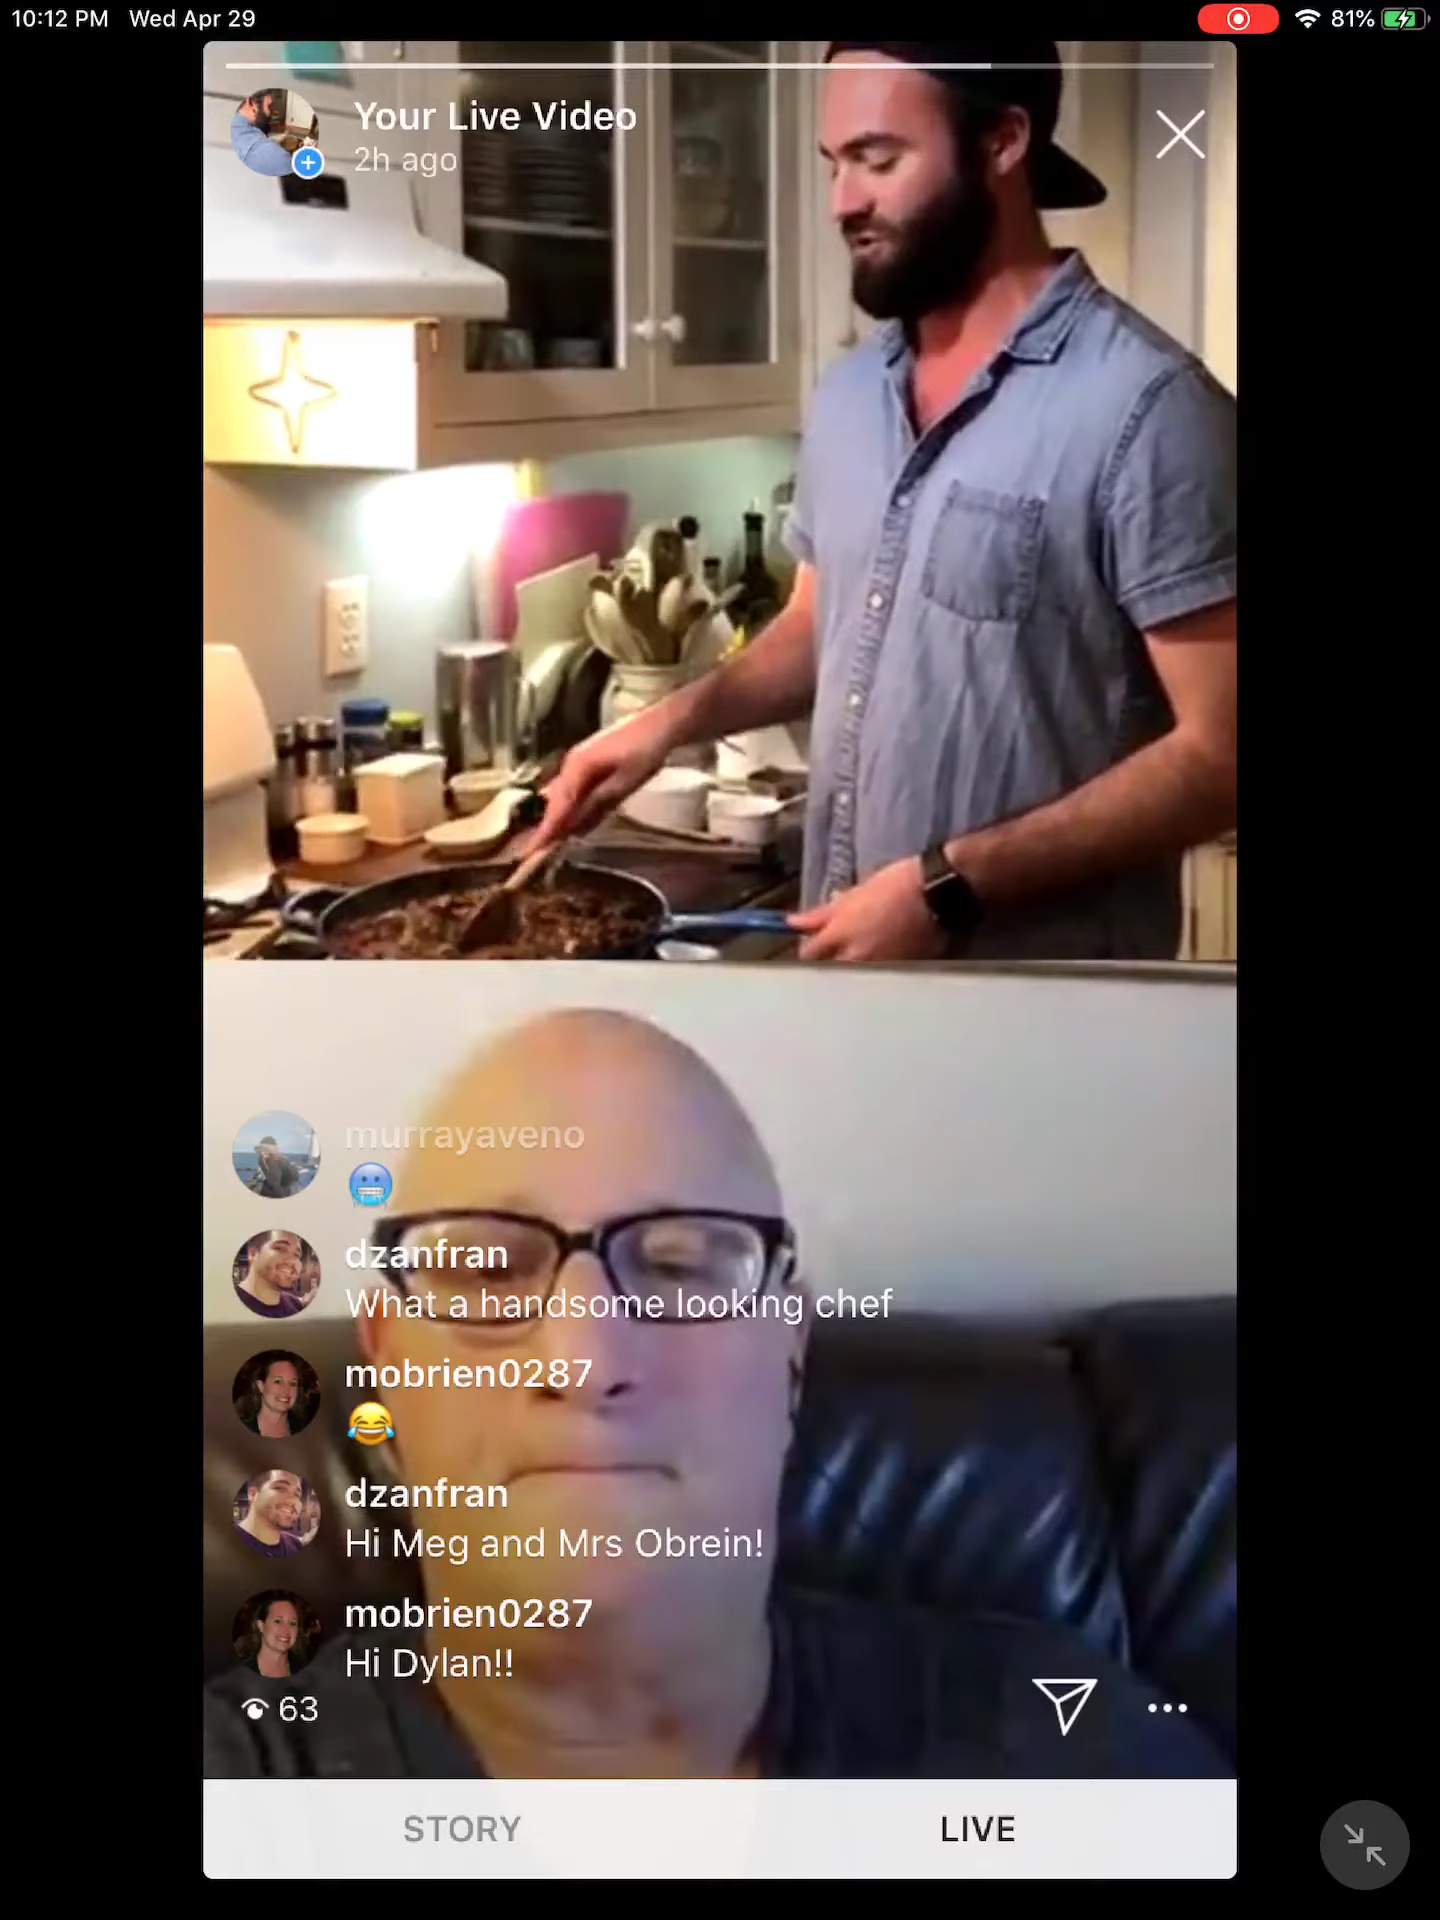 10:12 PM Wed Apr 29
81%
Your Live Video
2h ago
murrayaveno
🥶
dzanfran
What a handsome looking chef
mobrien0287
😂
dzanfran
Hi Meg and Mrs Obrein!
mobrien0287
Hi Dylan!!
63
STORY LIVE